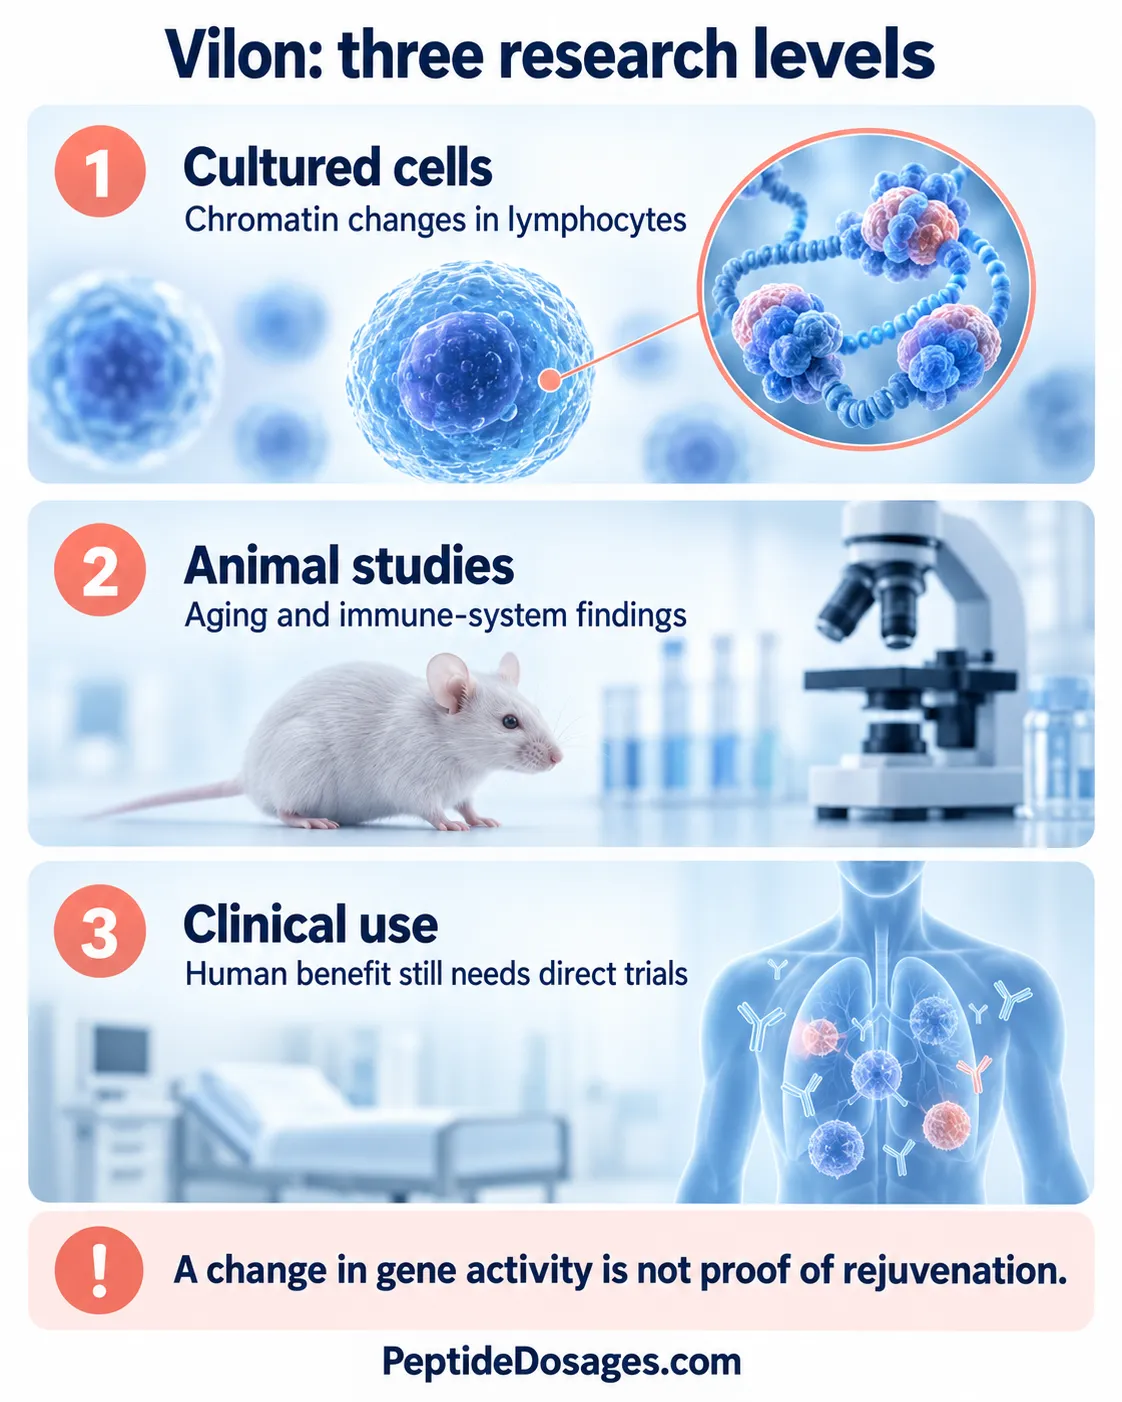 Vilon: three research levels
1
Cultured cells
Chromatin changes in lymphocytes
2
Animal studies
Aging and immune-system findings
3
Clinical use
Human benefit still needs direct trials
!
A change in gene activity is not proof of rejuvenation.
PeptideDosages.com